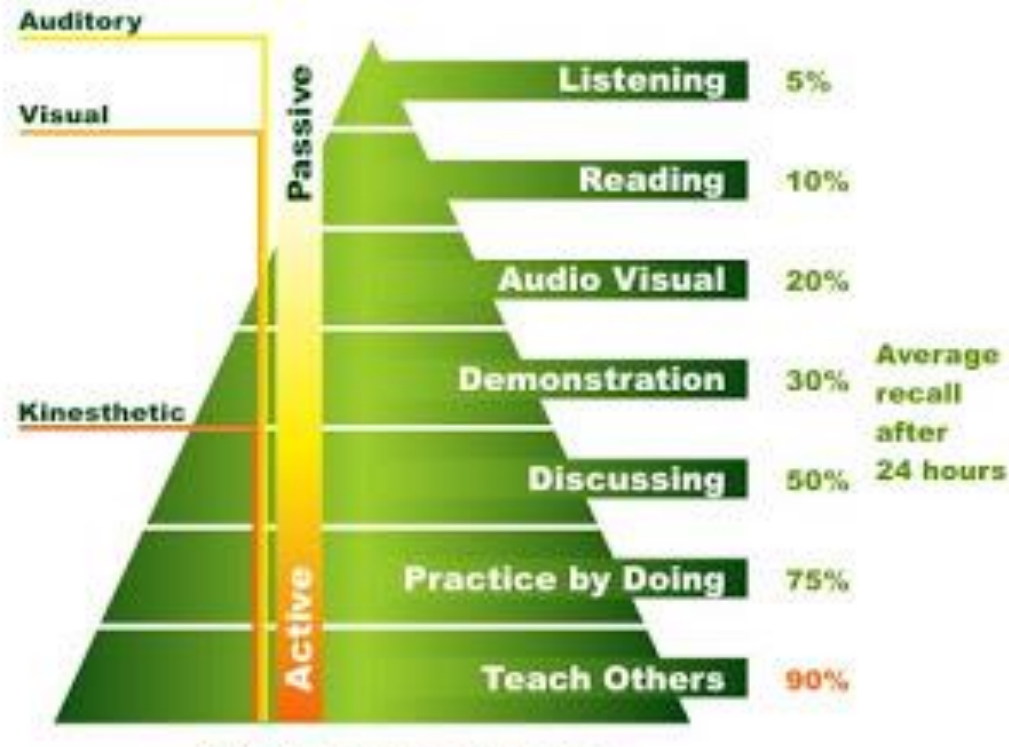 Auditory
Visual
Kinesthetic
Passive
Active
Listening 5%
Reading 10%
Audio Visual 20%
Demonstration 30%
Discussing 50%
Practice by Doing 75%
Teach Others 90%
Average
recall
after
24 hours